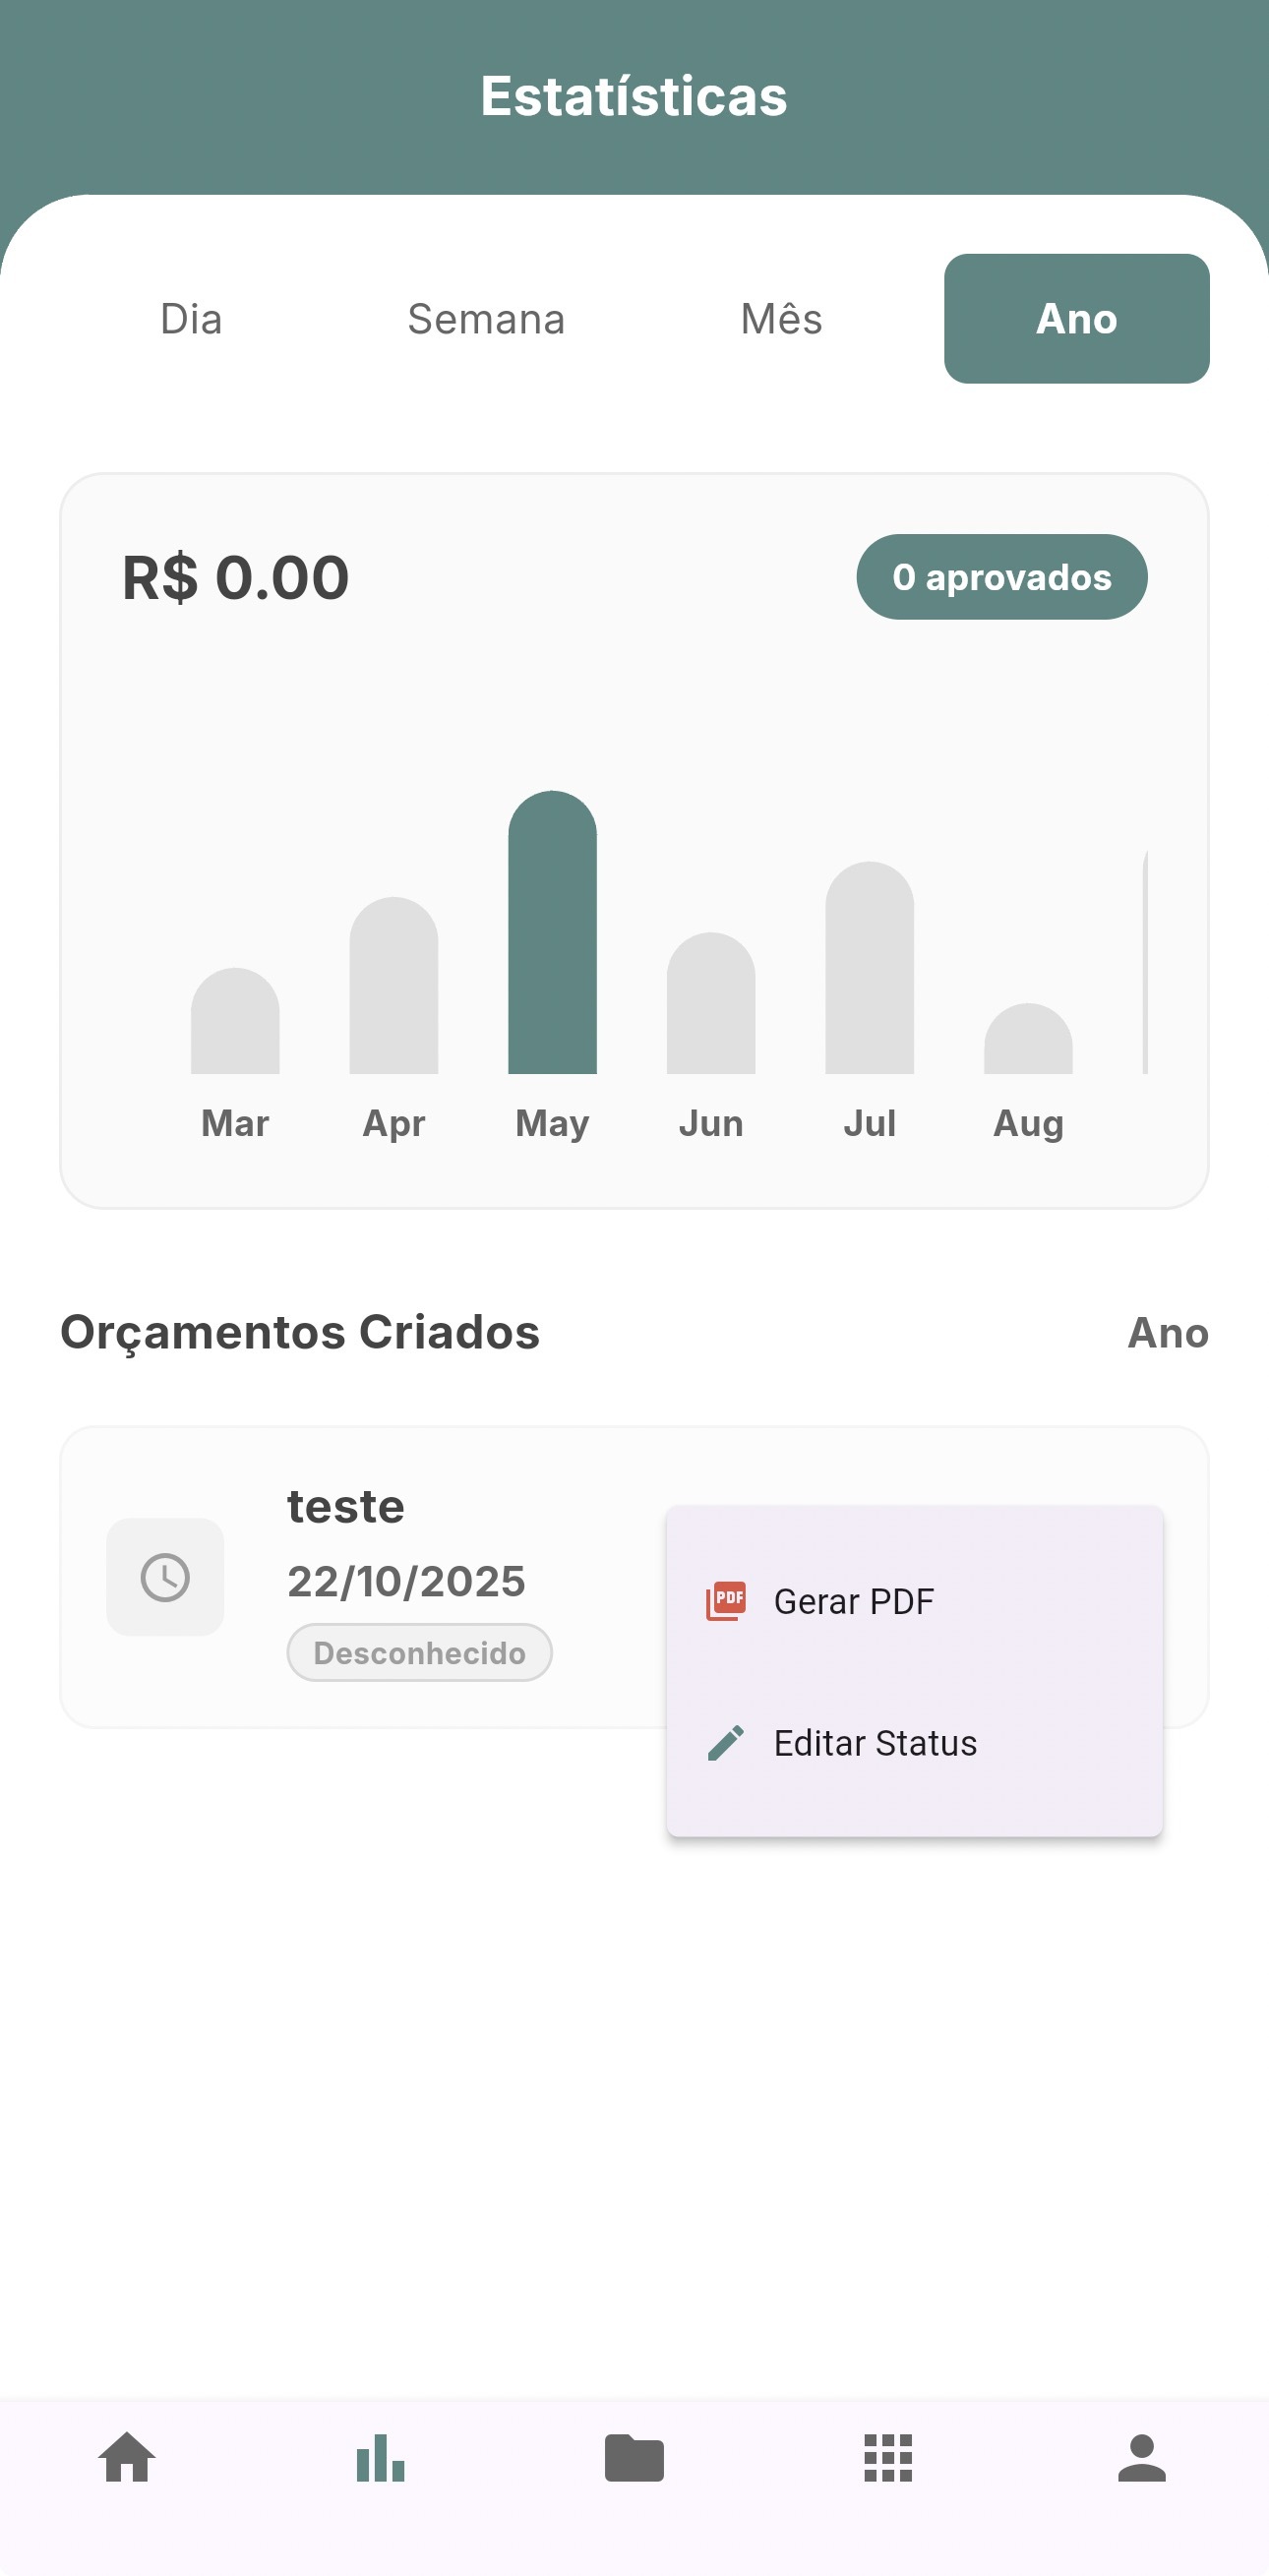 Estatísticas
Dia Semana Mês Ano
R$ 0.00 0 aprovados
Mar Apr May Jun Jul Aug
Orçamentos Criados Ano
teste
22/10/2025
Desconhecido
PDF Gerar PDF
Editar Status